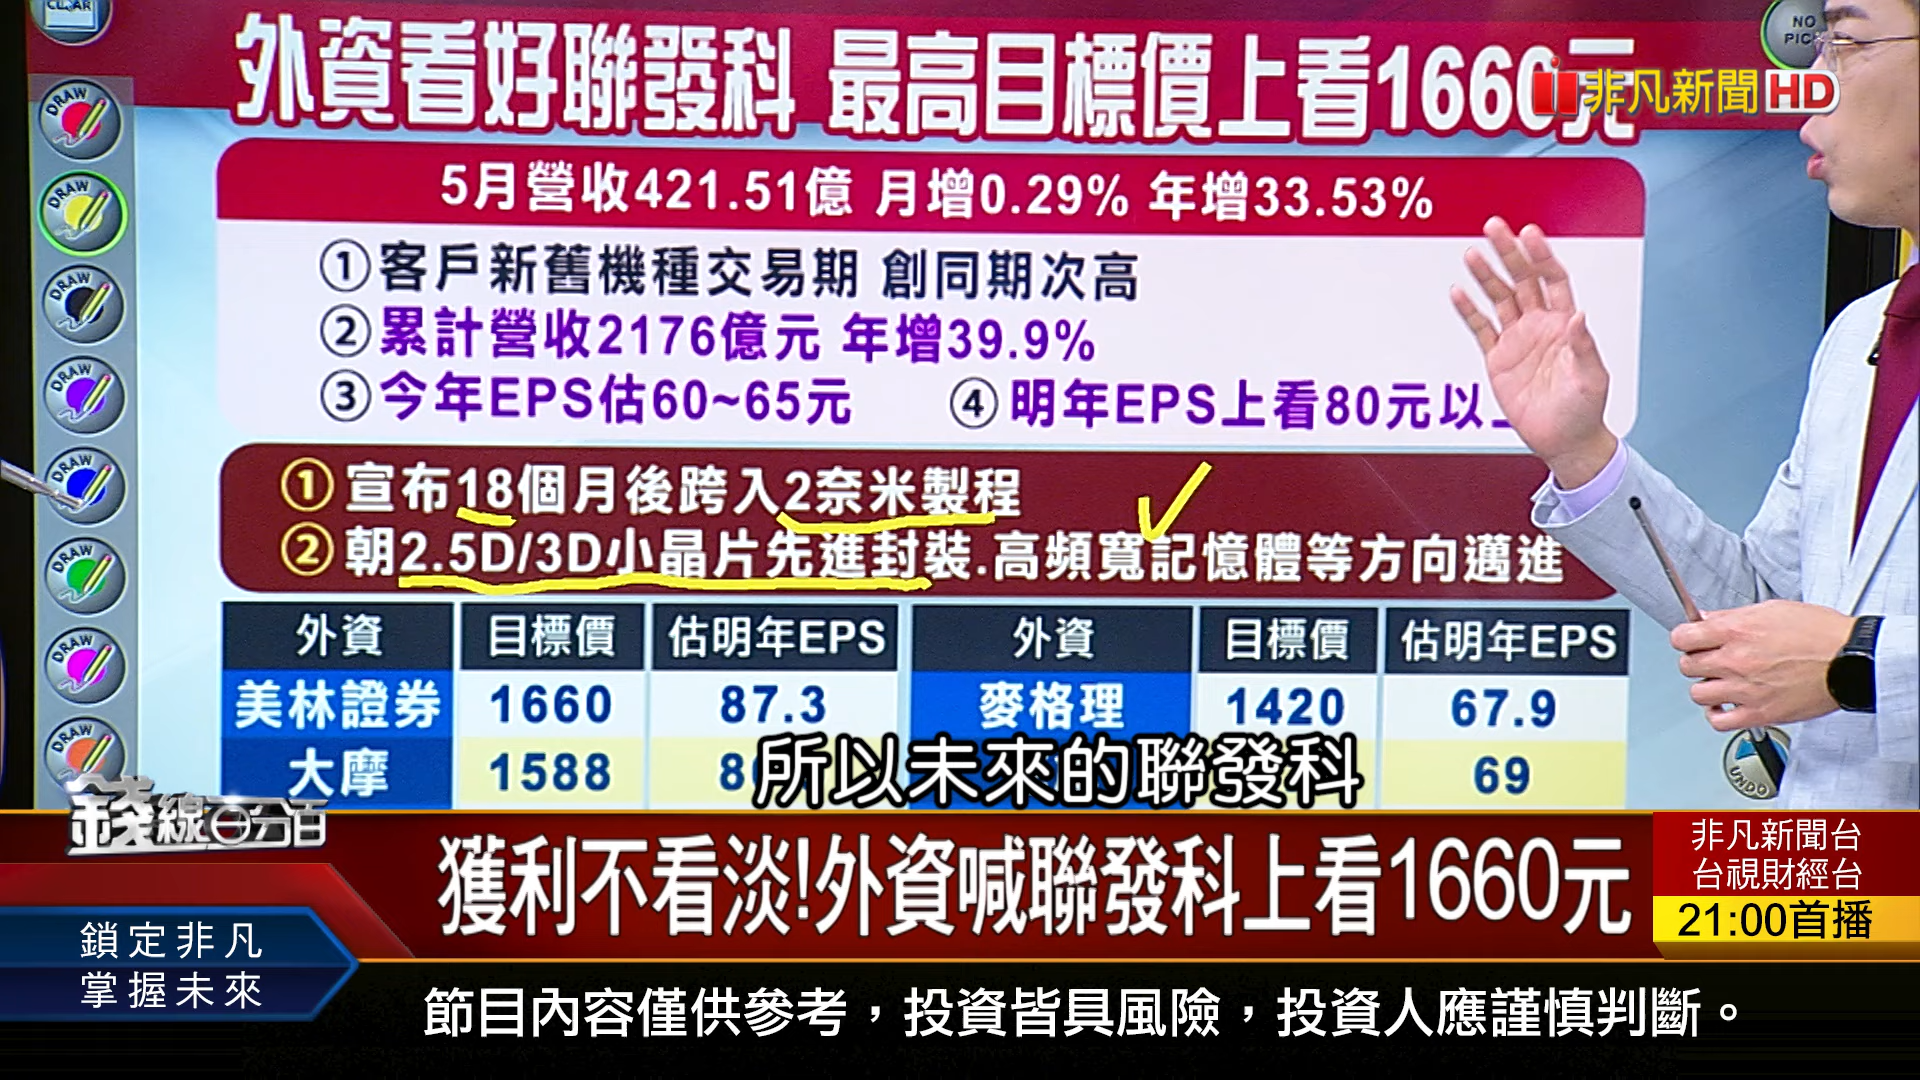 CLEAR
NO
外資看好聯發科 最高目標價上看1660元
非凡新聞HD
5月營收421.51億 月增0.29% 年增33.53%
①客戶新舊機種交易期 創同期次高
②累計營收2176億元 年增39.9%
③今年EPS估60~65元 ④明年EPS上看80元以
①宣布18個月後跨入2奈米製程
②朝2.5D/3D小晶片先進封裝.高頻寬記憶體等方向邁進
外資 目標價 估明年EPS 外資 目標價 估明年EPS
美林證券 1660 87.3 麥格理 1420 67.9
大摩 1588 69
DRAW
DRAW
DRAW
DRAW
DRAW
DRAW
DRAW
DRAW
UNDO
所以未來的聯發科
錢線百分百
獲利不看淡!外資喊聯發科上看1660元
非凡新聞台
台視財經台
21:00首播
鎖定非凡
掌握未來
節目內容僅供參考，投資皆具風險，投資人應謹慎判斷。